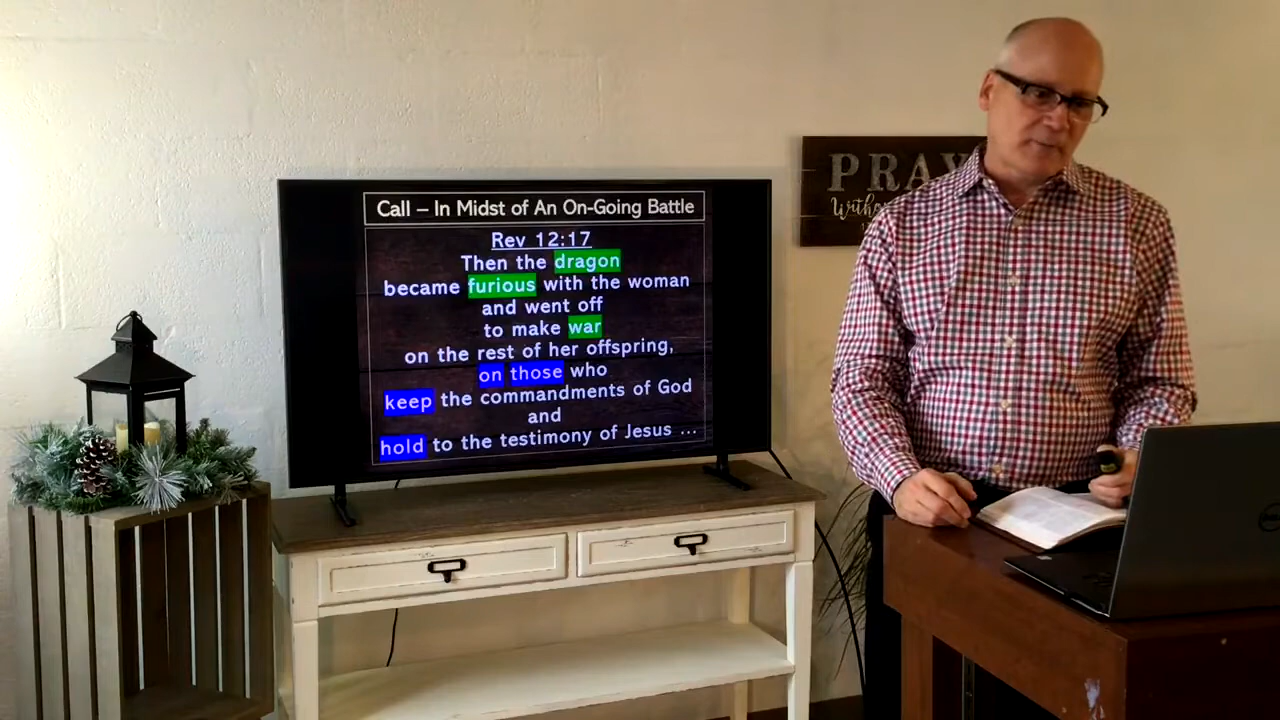 Call – In Midst of An On-Going Battle
Rev 12:17
Then the dragon
became furious with the woman
and went off
to make war
on the rest of her offspring,
on those who
keep the commandments of God
and
hold to the testimony of Jesus ...
PRAY